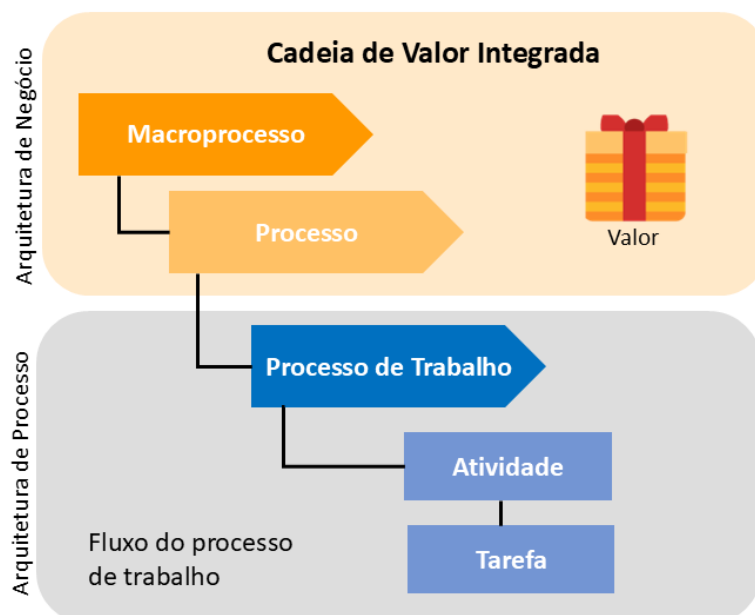 Arquitetura de Negócio
Cadeia de Valor Integrada
Macroprocesso
Processo
Valor
Arquitetura de Processo
Processo de Trabalho
Atividade
Tarefa
Fluxo do processo
de trabalho